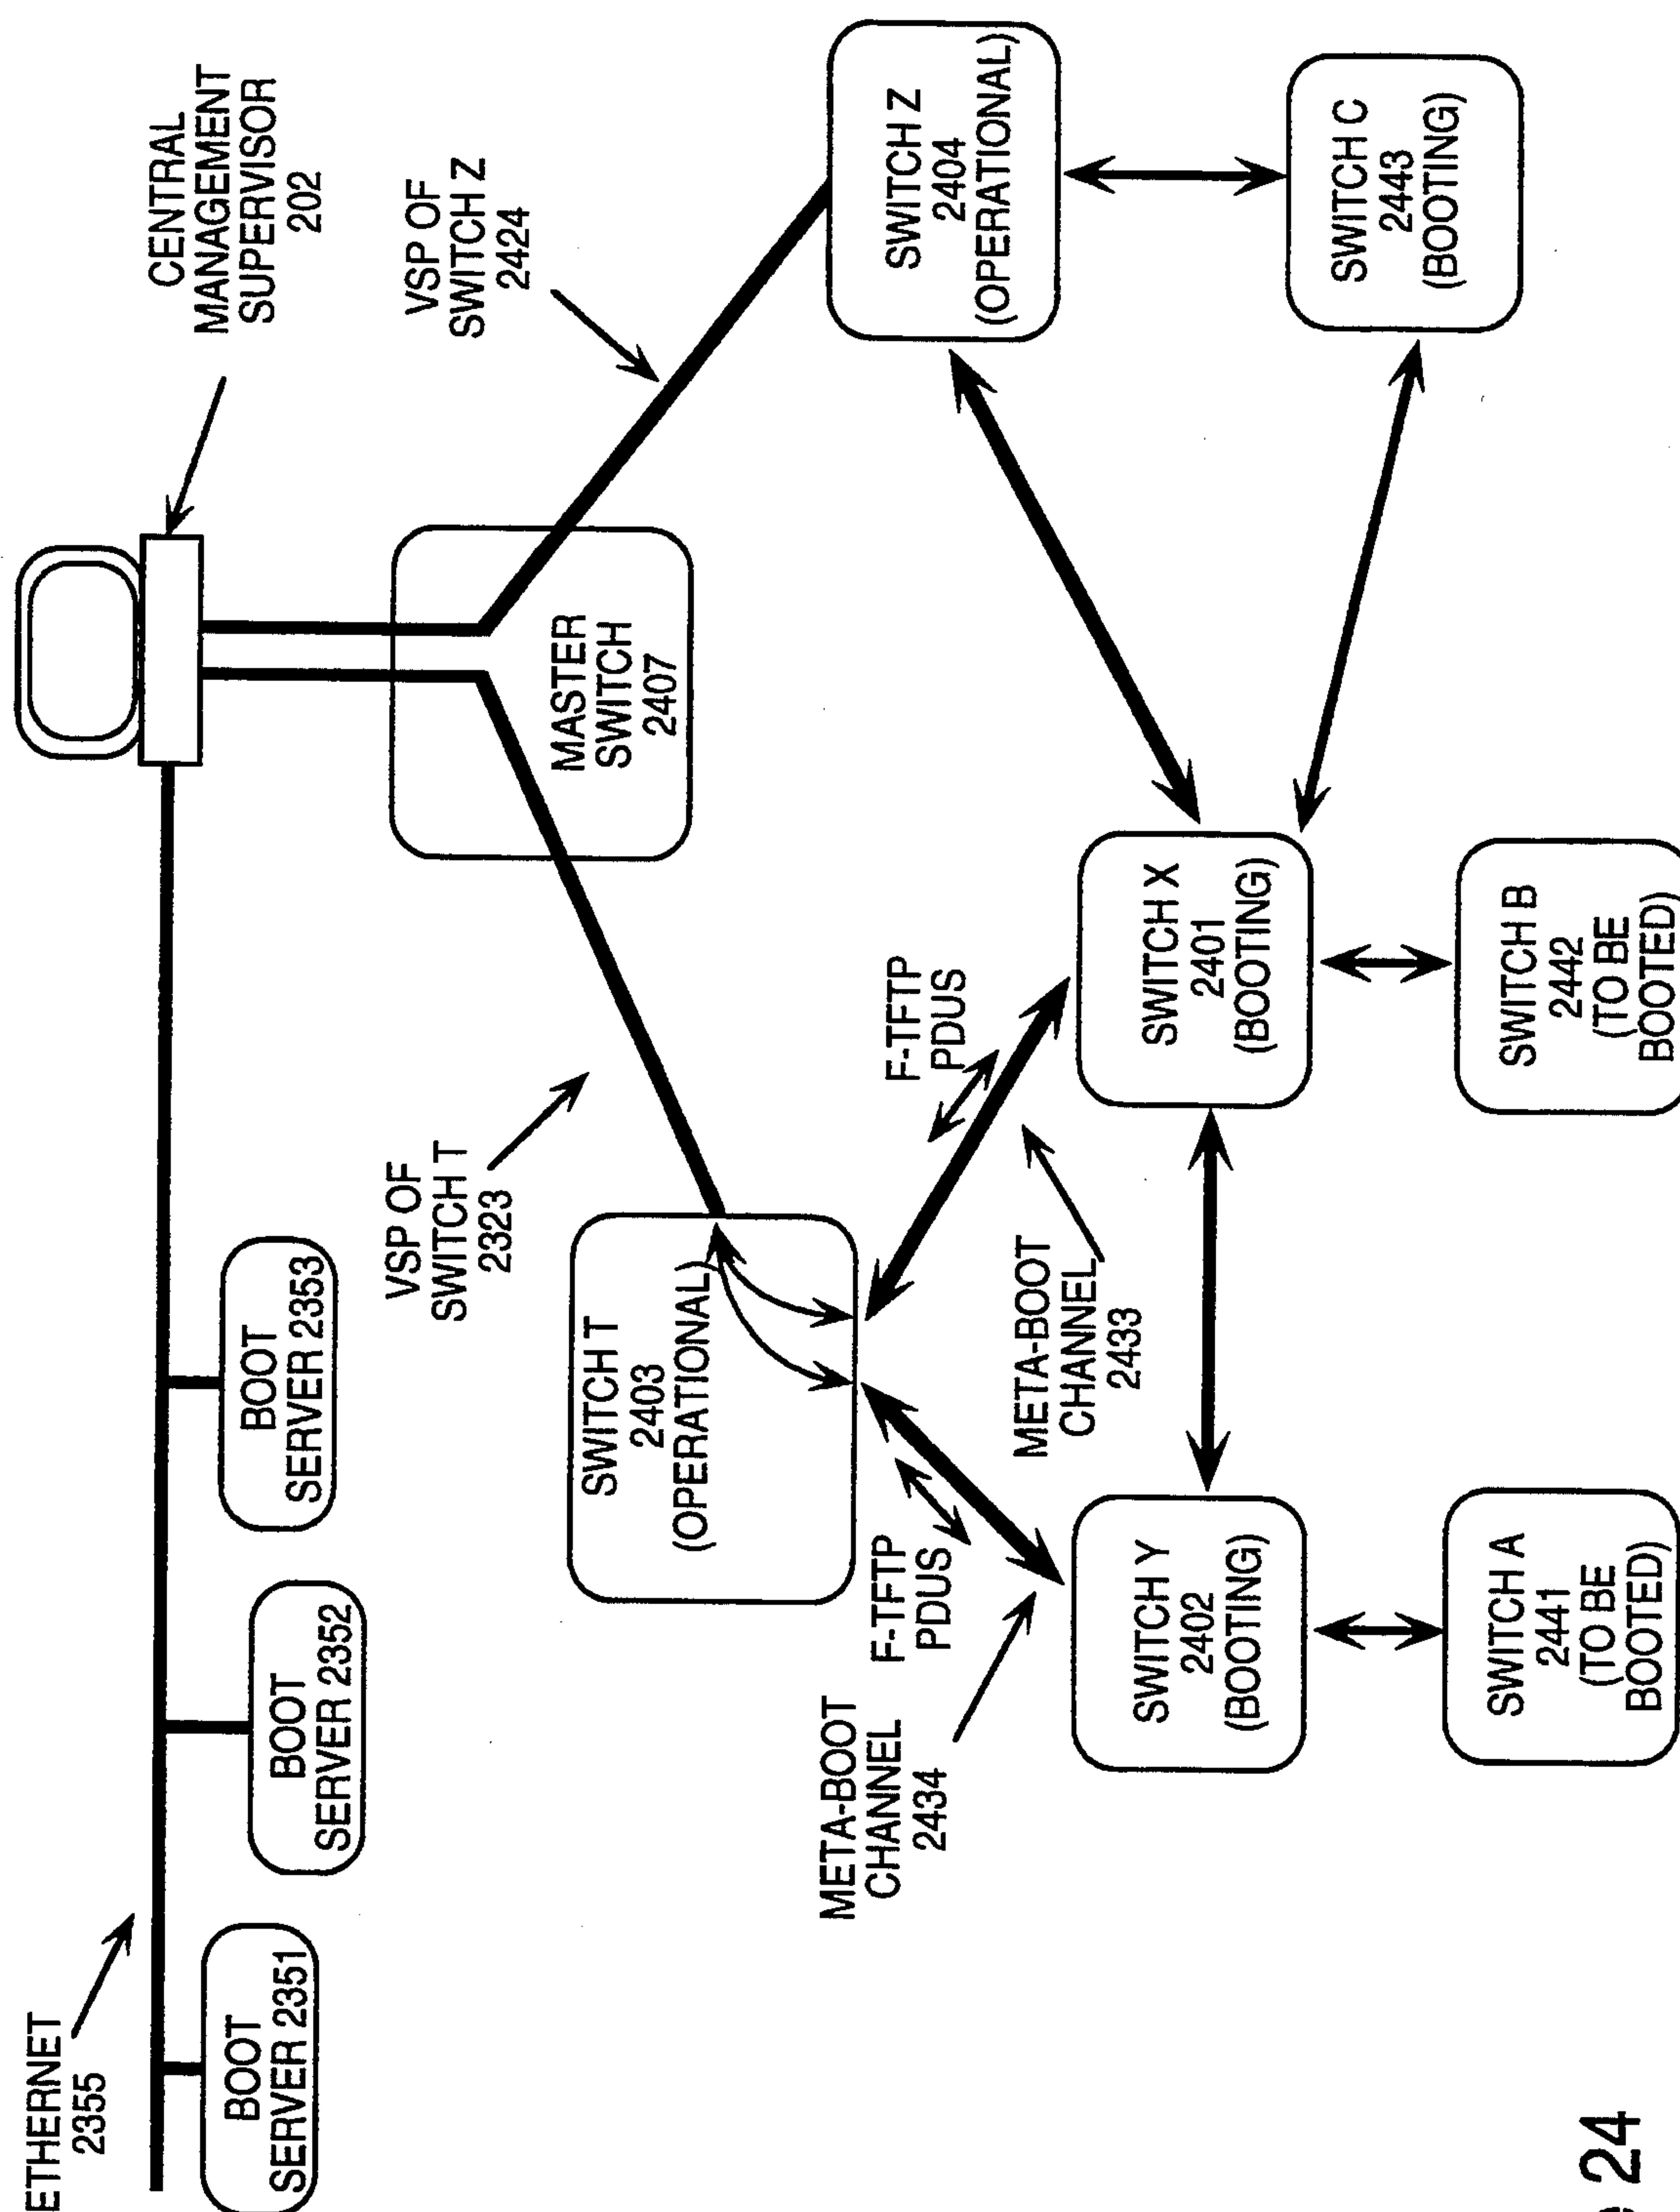 ETHERNET
2355
BOOT
SERVER 2351
BOOT
SERVER 2352
BOOT
SERVER 2353
CENTRAL
MANAGEMENT
SUPERVISOR
202
VSP OF
SWITCH T
2323
VSP OF
SWITCH Z
2424
MASTER
SWITCH
2407
SWITCH T
2403
(OPERATIONAL)
SWITCH Z
2404
(OPERATIONAL)
META-BOOT
CHANNEL
2434
F-TFTP
PDUS
META-BOOT
CHANNEL
2433
F-TFTP
PDUS
SWITCH Y
2402
(BOOTING)
SWITCH X
2401
(BOOTING)
SWITCH C
2443
(BOOTING)
SWITCH A
2441
(TO BE
BOOTED)
SWITCH B
2442
(TO BE
BOOTED)
24